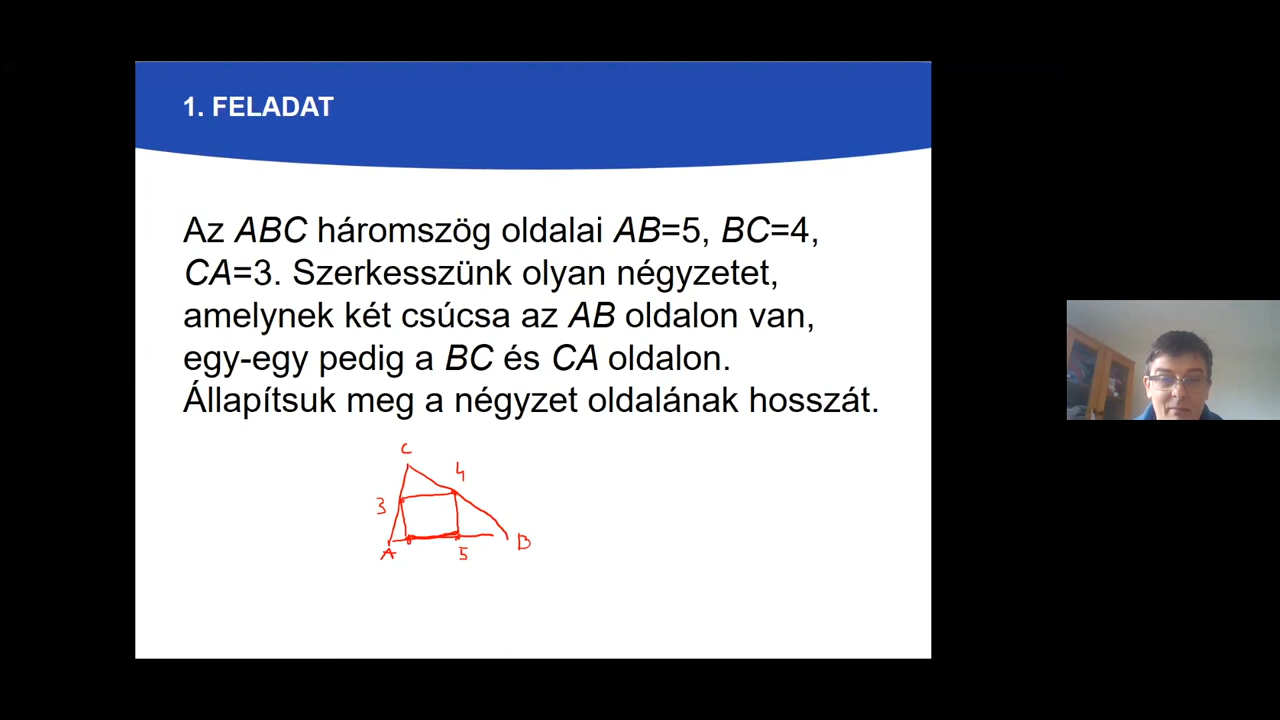 1. FELADAT
Az ABC háromszög oldalai AB=5, BC=4,
CA=3. Szerkesszünk olyan négyzetet,
amelynek két csúcsa az AB oldalon van,
egy-egy pedig a BC és CA oldalon.
Állapítsuk meg a négyzet oldalának hosszát.
C
4
3
A
5
B